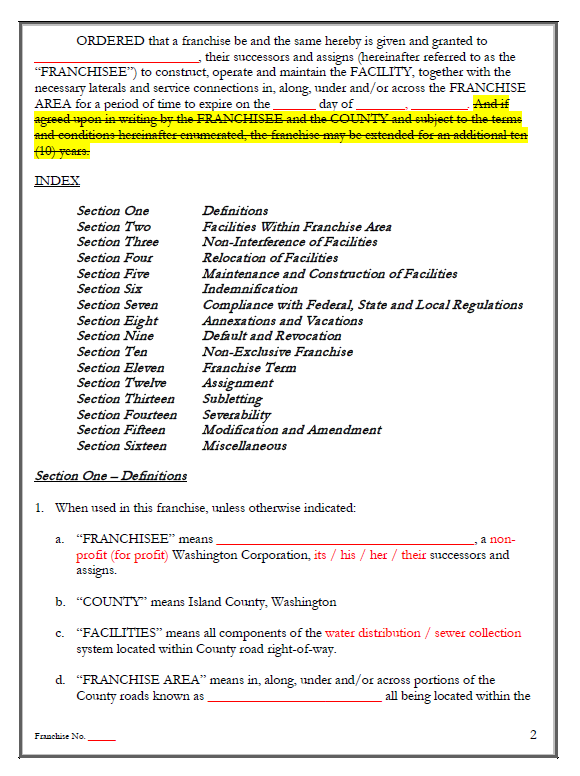 ORDERED that a franchise be and the same hereby is given and granted to
__________________________, their successors and assigns (hereinafter referred to as the
“FRANCHISEE”) to construct, operate and maintain the FACILITY, together with the
necessary laterals and service connections in, along, under and/or across the FRANCHISE
AREA for a period of time to expire on the ______ day of _______, ________. And if
agreed upon in writing by the FRANCHISEE and the COUNTY and subject to the terms
and conditions hereinafter enumerated, the franchise may be extended for an additional ten
(10) years.
INDEX
Section One Definitions
Section Two Facilities Within Franchise Area
Section Three Non-Interference of Facilities
Section Four Relocation of Facilities
Section Five Maintenance and Construction of Facilities
Section Six Indemnification
Section Seven Compliance with Federal, State and Local Regulations
Section Eight Annexations and Vacations
Section Nine Default and Revocation
Section Ten Non-Exclusive Franchise
Section Eleven Franchise Term
Section Twelve Assignment
Section Thirteen Subletting
Section Fourteen Severability
Section Fifteen Modification and Amendment
Section Sixteen Miscellaneous
Section One – Definitions
1. When used in this franchise, unless otherwise indicated:
a. “FRANCHISEE” means ______________________________________, a non-
profit (for profit) Washington Corporation, its / his / her / their successors and
assigns.
b. “COUNTY” means Island County, Washington
c. “FACILITIES” means all components of the water distribution / sewer collection
system located within County road right-of-way.
d. “FRANCHISE AREA” means in, along, under and/or across portions of the
County roads known as __________________________ all being located within the
Franchise No. _____ 2